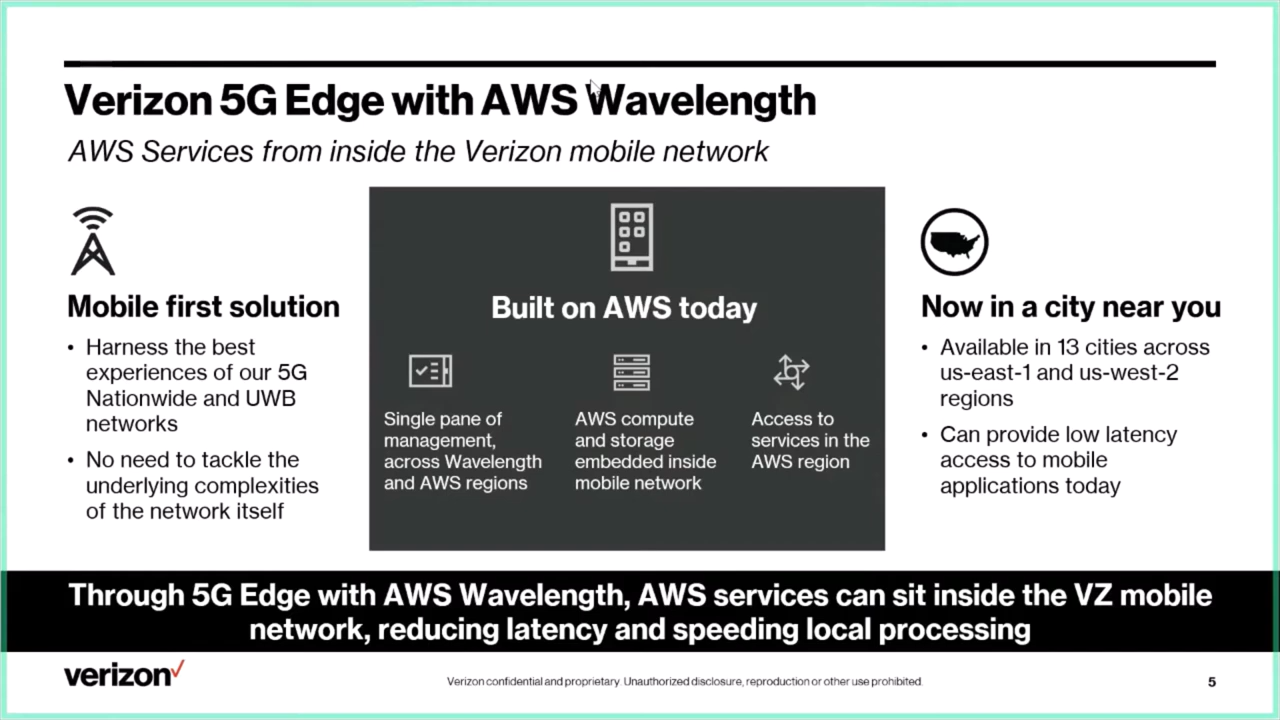 Verizon 5G Edge with AWS Wavelength
AWS Services from inside the Verizon mobile network
Mobile first solution
• Harness the best
experiences of our 5G
Nationwide and UWB
networks
• No need to tackle the
underlying complexities
of the network itself
Built on AWS today
Single pane of
management,
across Wavelength
and AWS regions
AWS compute
and storage
embedded inside
mobile network
Access to
services in the
AWS region
Now in a city near you
• Available in 13 cities across
us-east-1 and us-west-2
regions
• Can provide low latency
access to mobile
applications today
Through 5G Edge with AWS Wavelength, AWS services can sit inside the VZ mobile
network, reducing latency and speeding local processing
verizon
Verizon confidential and proprietary. Unauthorized disclosure, reproduction or other use prohibited.
5